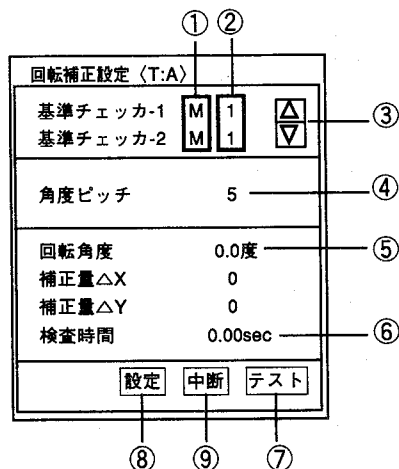 ① ②
回転補正設定〈T:A〉
基準チェッカ-1 M 1 △
③
基準チェッカ-2 M 1 ▽
角度ピッチ 5 ④
回転角度 0.0度 ⑤
補正量△X 0
補正量△Y 0
検査時間 0.00sec ⑥
設定 中断 テスト
⑧ ⑨ ⑦